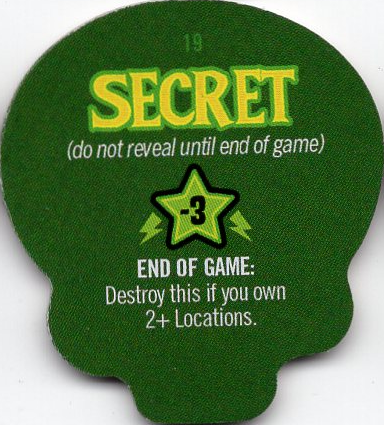 19
SECRET
(do not reveal until end of game)
-3
END OF GAME:
Destroy this if you own
2+ Locations.